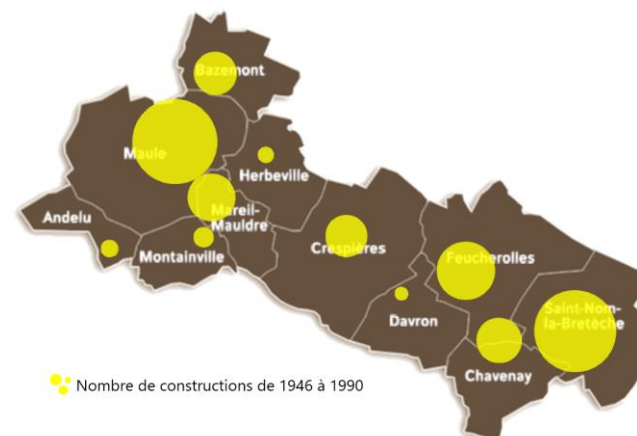 Bazemont
Maule
Herbeville
Mareil-
Mauldre
Andelu
Montainville
Crespières
Feucherolles
Saint-Nom-
la-Bretèche
Davron
Chavenay
Nombre de constructions de 1946 à 1990